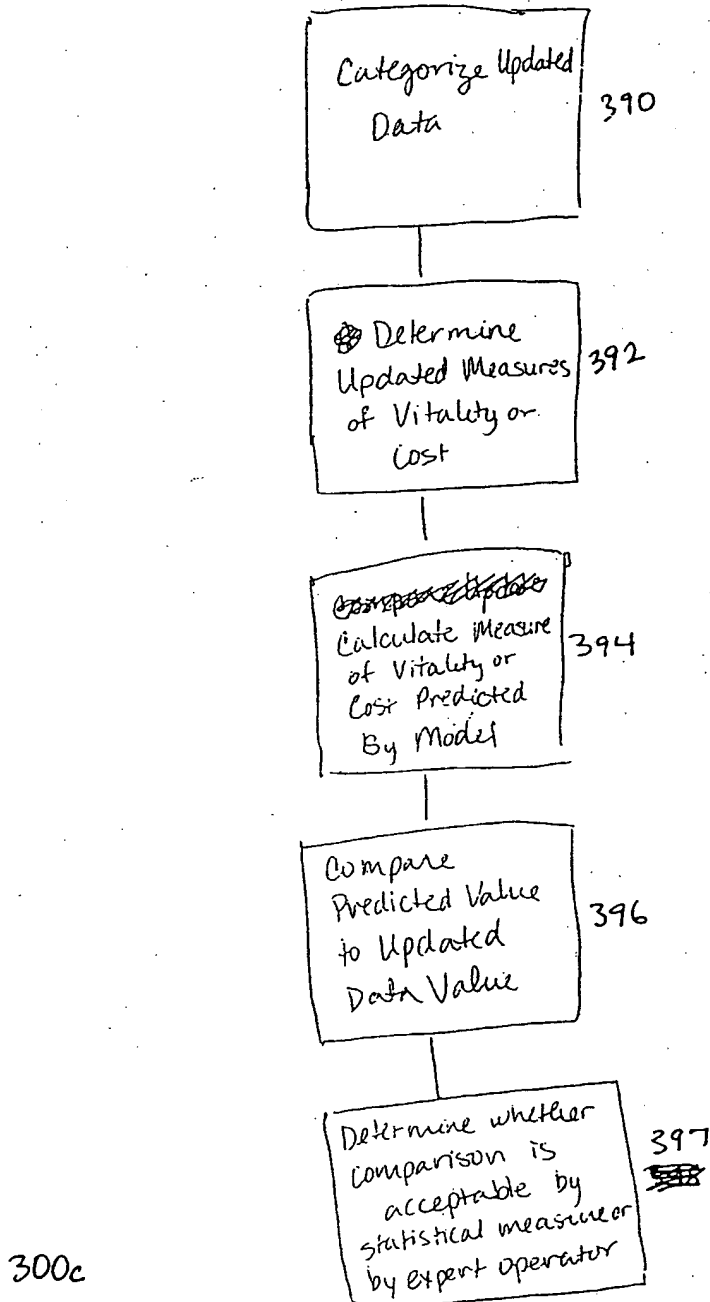 Categorize Updated
Data
390
Determine
Updated Measures
of Vitality or
Cost
392
Calculate Measure
of Vitality or
Cost Predicted
By Model
394
Compare
Predicted Value
to Updated
Data Value
396
Determine whether
comparison is
acceptable by
statistical measure or
by expert operator
397
300c